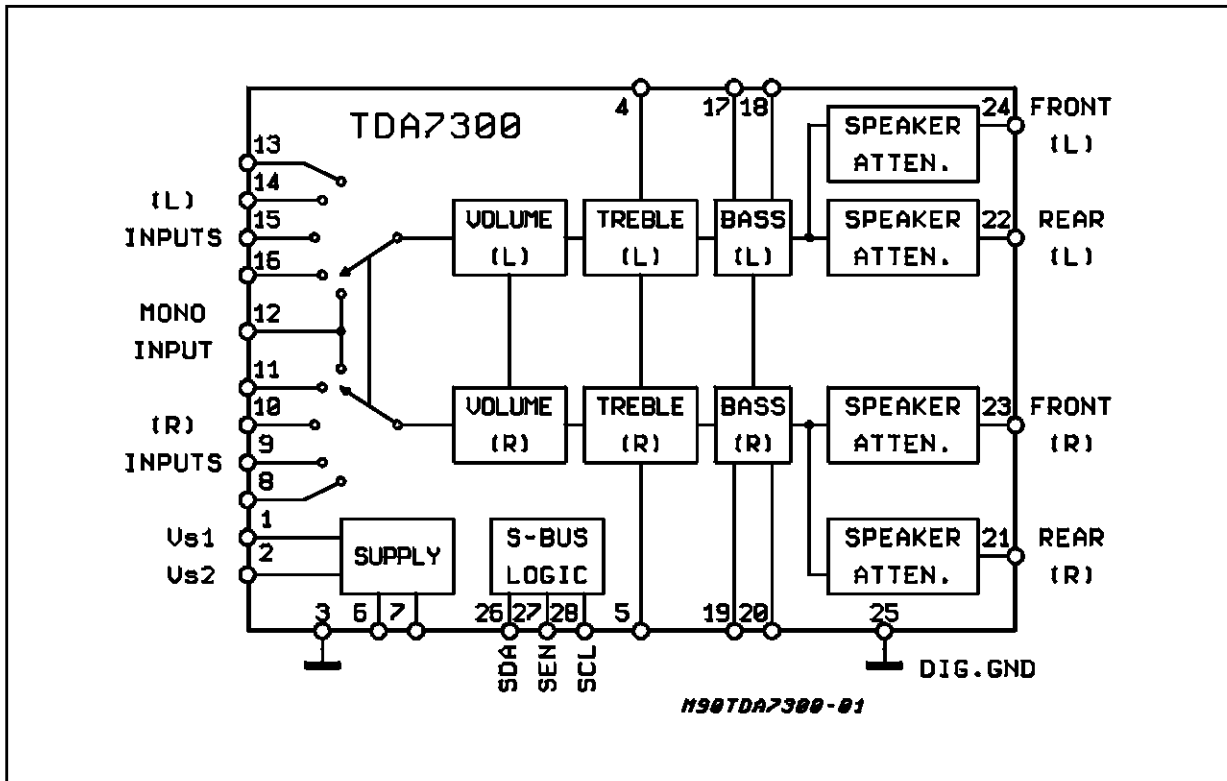 TDA7300
4
17
18
24
FRONT
(L)
SPEAKER
ATTEN.
13
14
(L)
INPUTS
15
16
VOLUME
(L)
TREBLE
(L)
BASS
(L)
SPEAKER
ATTEN.
22
REAR
(L)
MONO
INPUT
12
11
10
(R)
INPUTS
9
8
VOLUME
(R)
TREBLE
(R)
BASS
(R)
SPEAKER
ATTEN.
23
FRONT
(R)
Vs1
1
Vs2
2
SUPPLY
S-BUS
LOGIC
SPEAKER
ATTEN.
21
REAR
(R)
3
6
7
26
27
28
5
19
20
25
SDA
SEN
SCL
DIG.GND
M90TDA7300-01